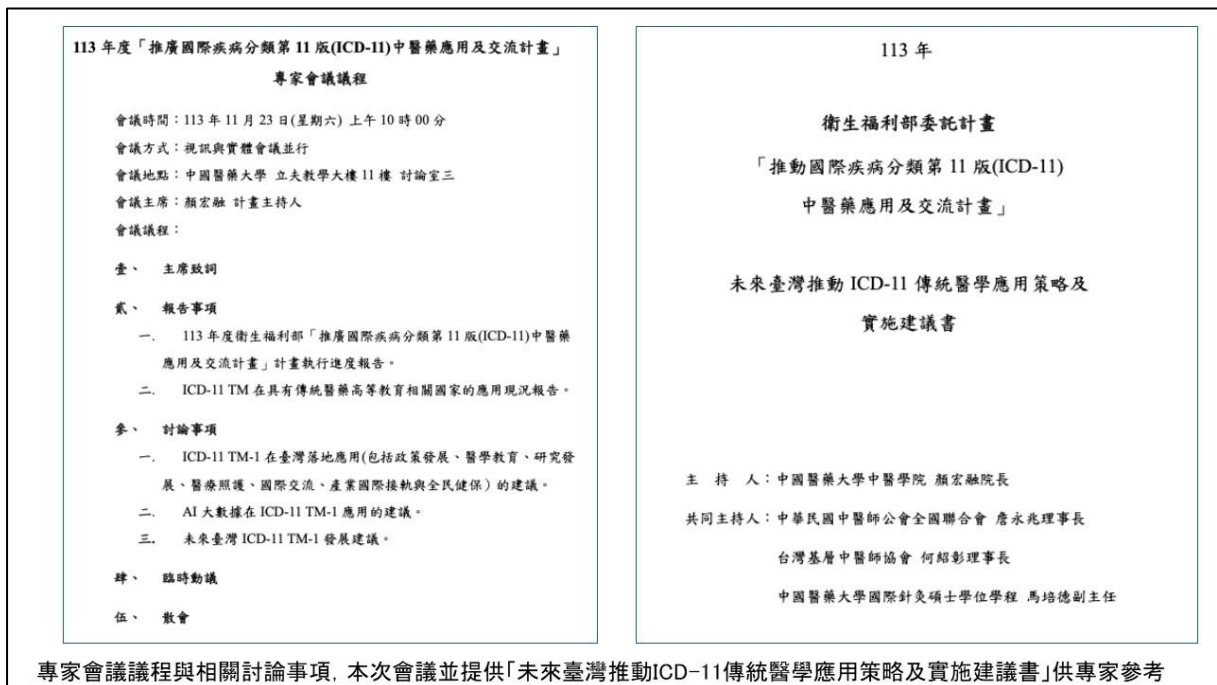 113 年度「推廣國際疾病分類第 11 版(ICD-11)中醫藥應用及交流計畫」
專家會議議程
會議時間：113 年 11 月 23 日(星期六) 上午 10 時 00 分
會議方式：視訊與實體會議並行
會議地點：中國醫藥大學 立夫教學大樓 11 樓 討論室三
會議主席：顏宏融 計畫主持人
會議議程：
壹、 主席致詞
貳、 報告事項
一. 113 年度衛生福利部「推廣國際疾病分類第 11 版(ICD-11)中醫藥
應用及交流計畫」計畫執行進度報告。
二. ICD-11 TM 在具有傳統醫藥高等教育相關國家的應用現況報告。
參、 討論事項
一. ICD-11 TM-1 在臺灣落地應用(包括政策發展、醫學教育、研究發
展、醫療照護、國際交流、產業國際接軌與全民健保）的建議。
二. AI 大數據在 ICD-11 TM-1 應用的建議。
三. 未來臺灣 ICD-11 TM-1 發展建議。
肆、 臨時動議
伍、 散會
113 年
衛生福利部委託計畫
「推動國際疾病分類第 11 版(ICD-11)
中醫藥應用及交流計畫」
未來臺灣推動 ICD-11 傳統醫學應用策略及
實施建議書
主 持 人：中國醫藥大學中醫學院 顏宏融院長
共同主持人：中華民國中醫師公會全國聯合會 詹永兆理事長
台灣基層中醫師協會 何紹彰理事長
中國醫藥大學國際針灸碩士學位學程 馬培德副主任
專家會議議程與相關討論事項, 本次會議並提供「未來臺灣推動ICD-11傳統醫學應用策略及實施建議書」供專家參考